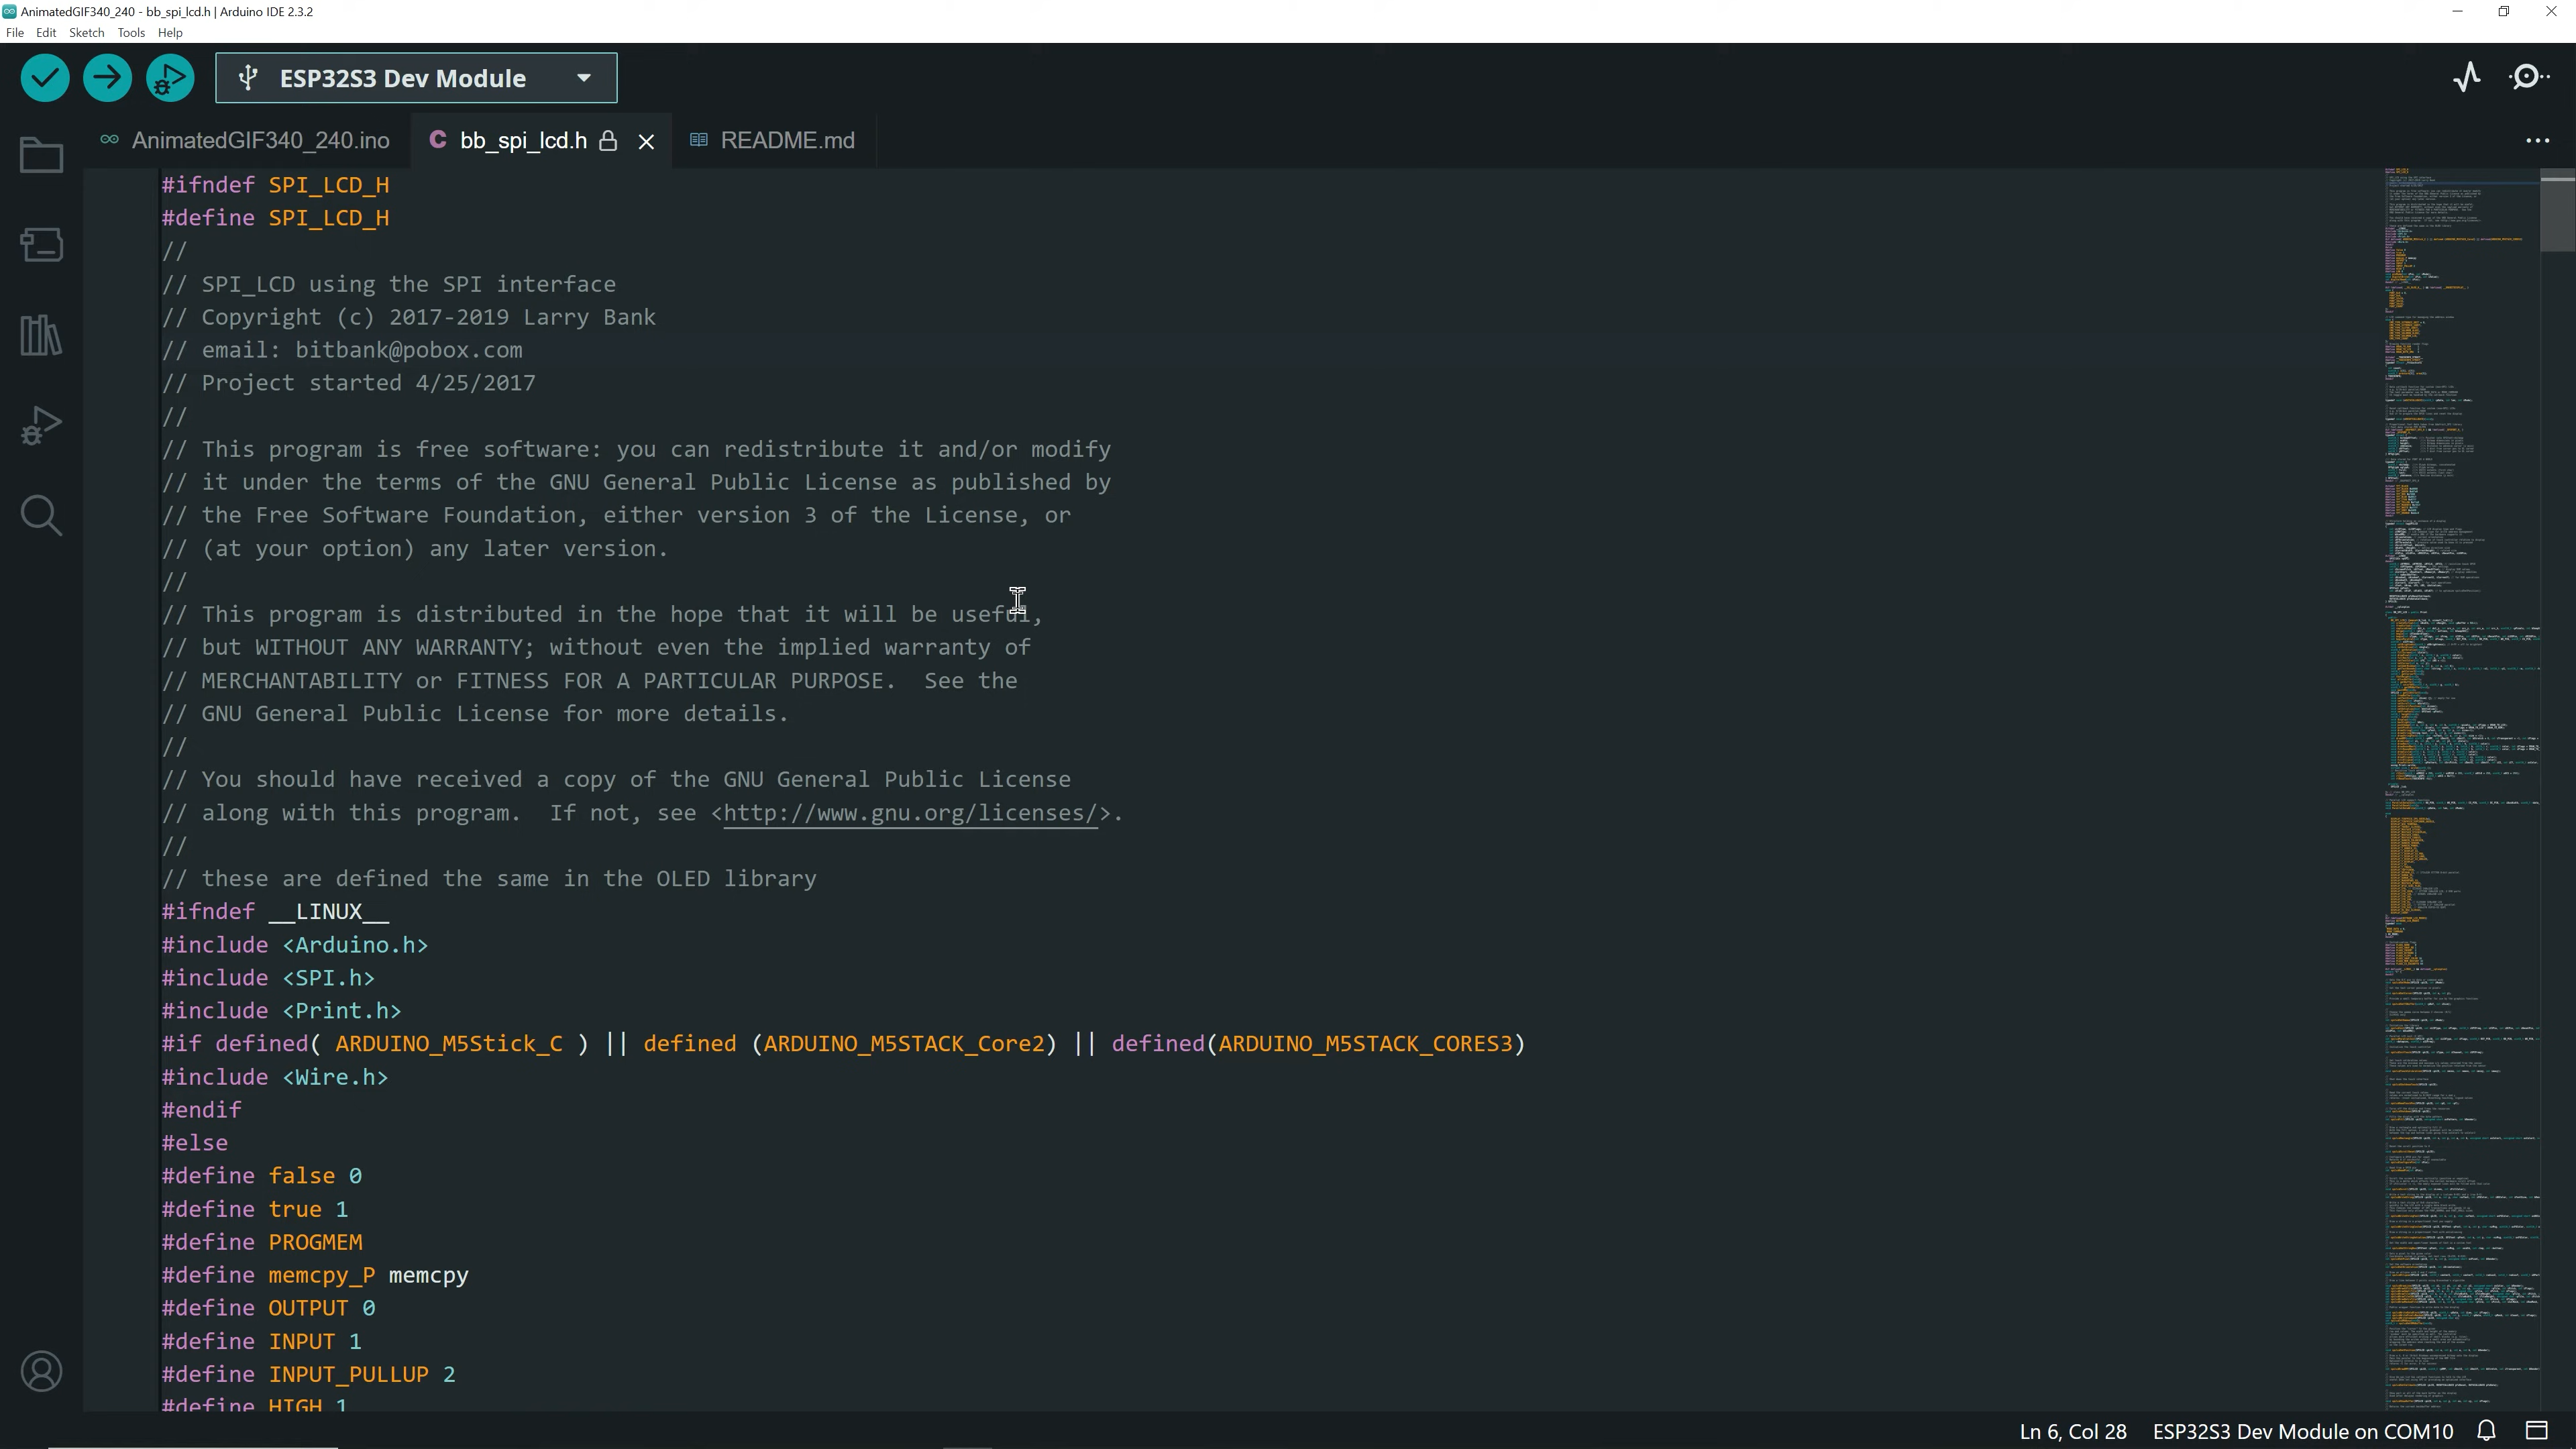 AnimatedGIF340_240 - bb_spi_lcd.h | Arduino IDE 2.3.2
File Edit Sketch Tools Help
ESP32S3 Dev Module
AnimatedGIF340_240.ino
bb_spi_lcd.h
README.md
#ifndef SPI_LCD_H
#define SPI_LCD_H
//
// SPI_LCD using the SPI interface
// Copyright (c) 2017-2019 Larry Bank
// email: bitbank@pobox.com
// Project started 4/25/2017
//
// This program is free software: you can redistribute it and/or modify
// it under the terms of the GNU General Public License as published by
// the Free Software Foundation, either version 3 of the License, or
// (at your option) any later version.
//
// This program is distributed in the hope that it will be useful,
// but WITHOUT ANY WARRANTY; without even the implied warranty of
// MERCHANTABILITY or FITNESS FOR A PARTICULAR PURPOSE.  See the
// GNU General Public License for more details.
//
// You should have received a copy of the GNU General Public License
// along with this program.  If not, see <http://www.gnu.org/licenses/>.
//
// these are defined the same in the OLED library
#ifndef __LINUX__
#include <Arduino.h>
#include <SPI.h>
#include <Print.h>
#if defined( ARDUINO_M5Stick_C ) || defined (ARDUINO_M5STACK_Core2) || defined(ARDUINO_M5STACK_CORES3)
#include <Wire.h>
#endif
#else
#define false 0
#define true 1
#define PROGMEM
#define memcpy_P memcpy
#define OUTPUT 0
#define INPUT 1
#define INPUT_PULLUP 2
#define HIGH 1
Ln 6, Col 28 ESP32S3 Dev Module on COM10